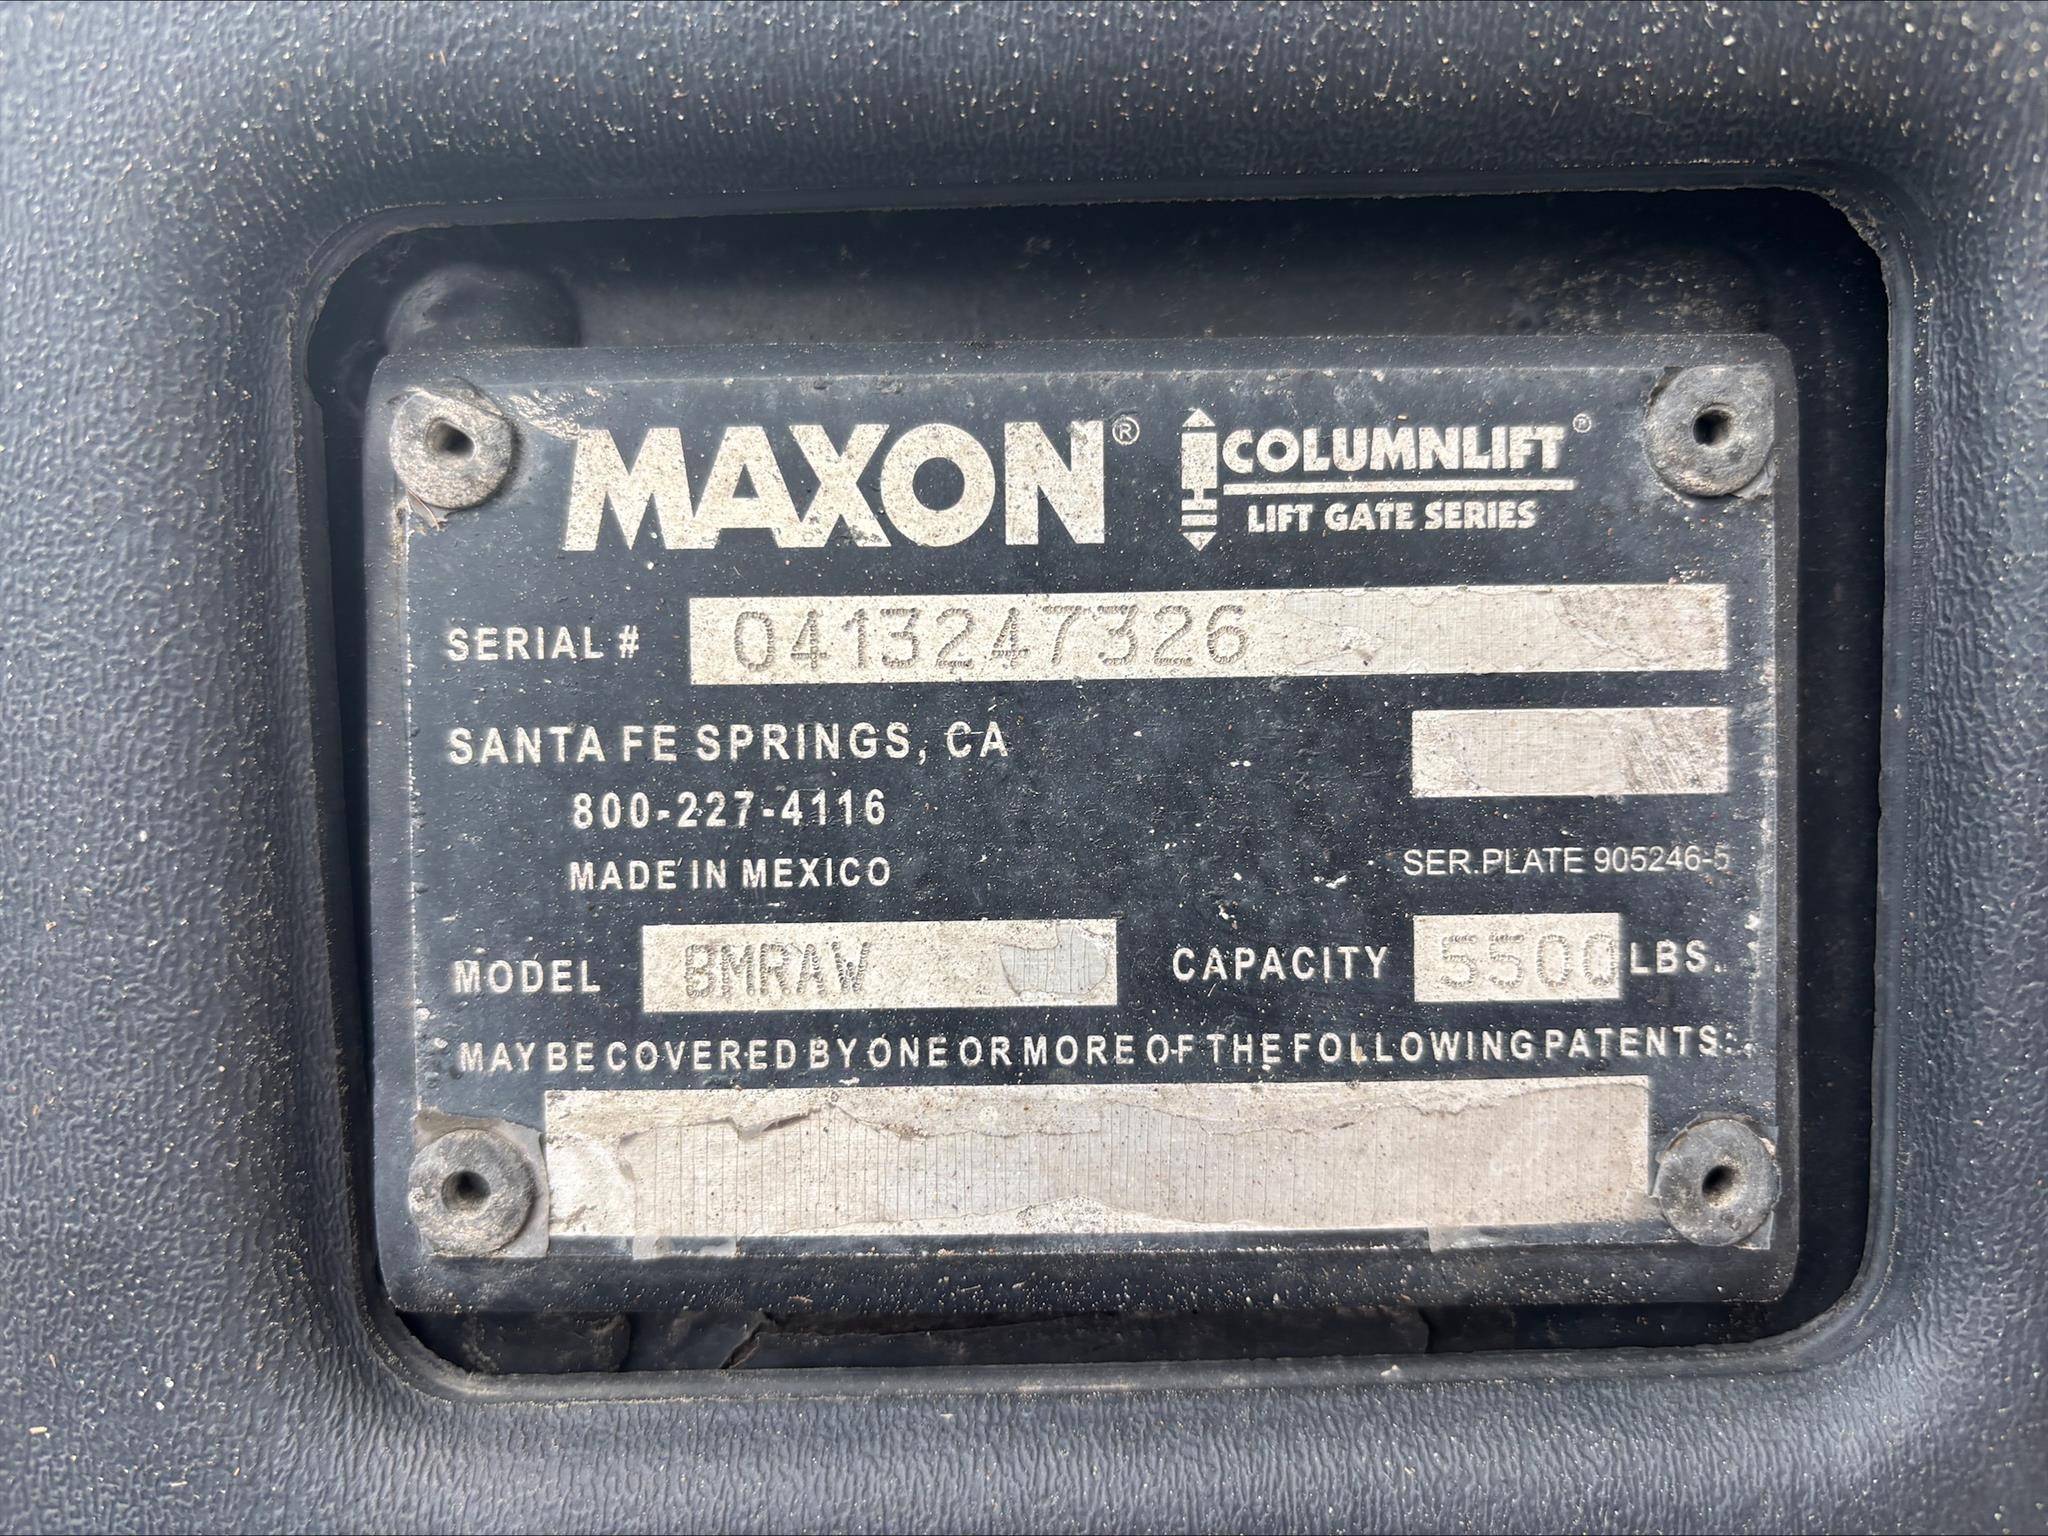 MAXON® COLUMNLIFT®
LIFT GATE SERIES
SERIAL # 0413247326
SANTA FE SPRINGS, CA
800-227-4116
MADE IN MEXICO
SER.PLATE 905246-5
MODEL BMRAW CAPACITY 5500 LBS.
MAY BE COVERED BY ONE OR MORE OF THE FOLLOWING PATENTS: